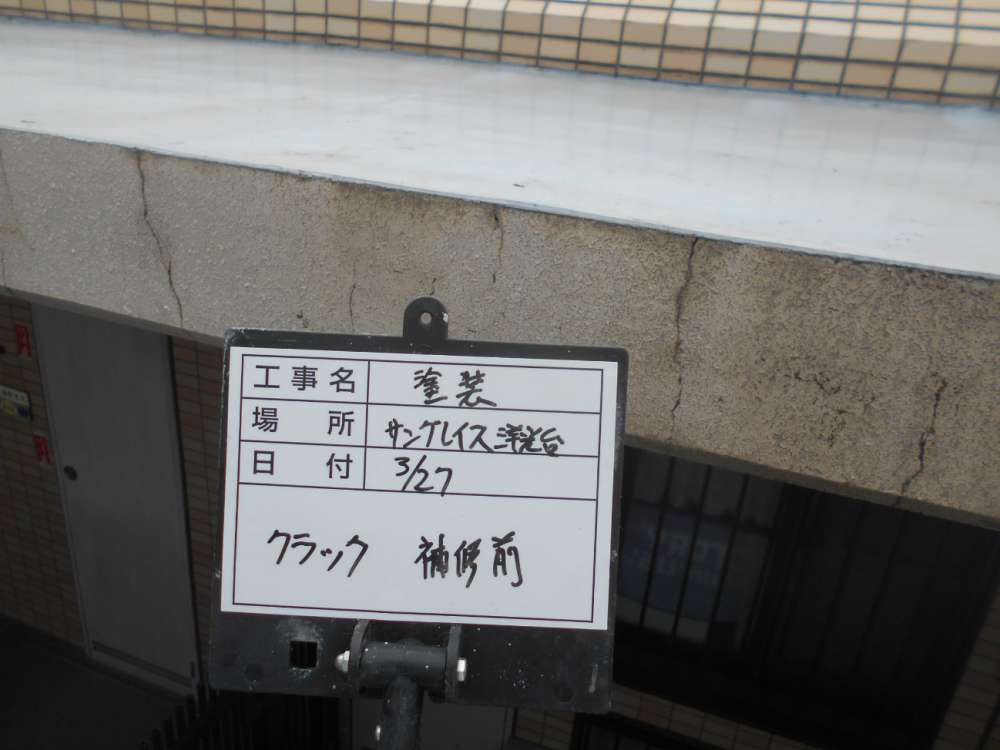 工事名 塗装
場所 サングレイス洋光台
日付 3/27
クラック 補修前